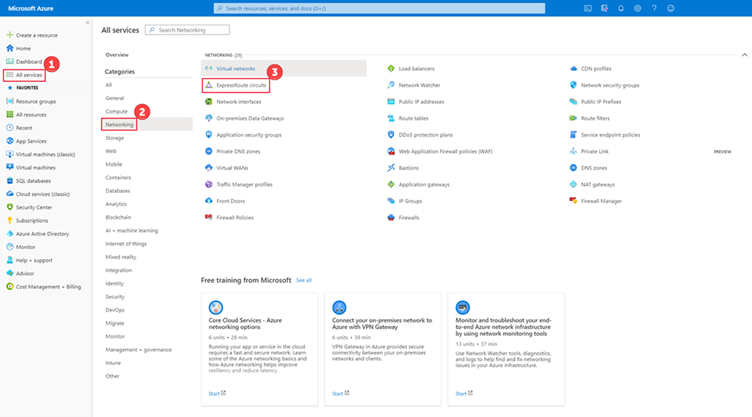 Microsoft Azure
Search resources, services, and docs (G+/)
Create a resource
Home
Dashboard
1
All services
FAVORITES
Resource groups
All resources
Recent
App Services
Virtual machines (classic)
Virtual machines
SQL databases
Cloud services (classic)
Security Center
Subscriptions
Azure Active Directory
Monitor
Help + support
Advisor
Cost Management + Billing
All services
Search Networking
Overview
Categories
All
General
Compute
2
Networking
Storage
Web
Mobile
Containers
Databases
Analytics
Blockchain
AI + machine learning
Internet of things
Mixed reality
Integration
Identity
Security
DevOps
Migrate
Monitor
Management + governance
Intune
Other
NETWORKING (29)
Virtual networks
3
ExpressRoute circuits
Network interfaces
On-premises Data Gateways
Application security groups
Private DNS zones
Virtual WANs
Traffic Manager profiles
Front Doors
Firewall Policies
Load balancers
Network Watcher
Public IP addresses
Route tables
DDoS protection plans
Web Application Firewall policies (WAF)
Bastions
Application gateways
IP Groups
Firewalls
CDN profiles
Network security groups
Public IP Prefixes
Route filters
Service endpoint policies
Private Link
PREVIEW
DNS zones
NAT gateways
Firewall Manager
Free training from Microsoft See all
Core Cloud Services - Azure
networking options
6 units • 28 min
Running your app or service in the cloud
requires a fast and secure network. Learn
some of the Azure networking basics and
how Azure networking helps improve
resiliency and reduce latency.
Start
Connect your on-premises network to
Azure with VPN Gateway
6 units • 39 min
VPN Gateway in Azure provides secure
connectivity between your on-premises
networks and clients.
Start
Monitor and troubleshoot your end-
to-end Azure network infrastructure
by using network monitoring tools
13 units • 37 min
Use Network Watcher tools, diagnostics,
and logs to help find and fix networking
issues in your Azure infrastructure.
Start